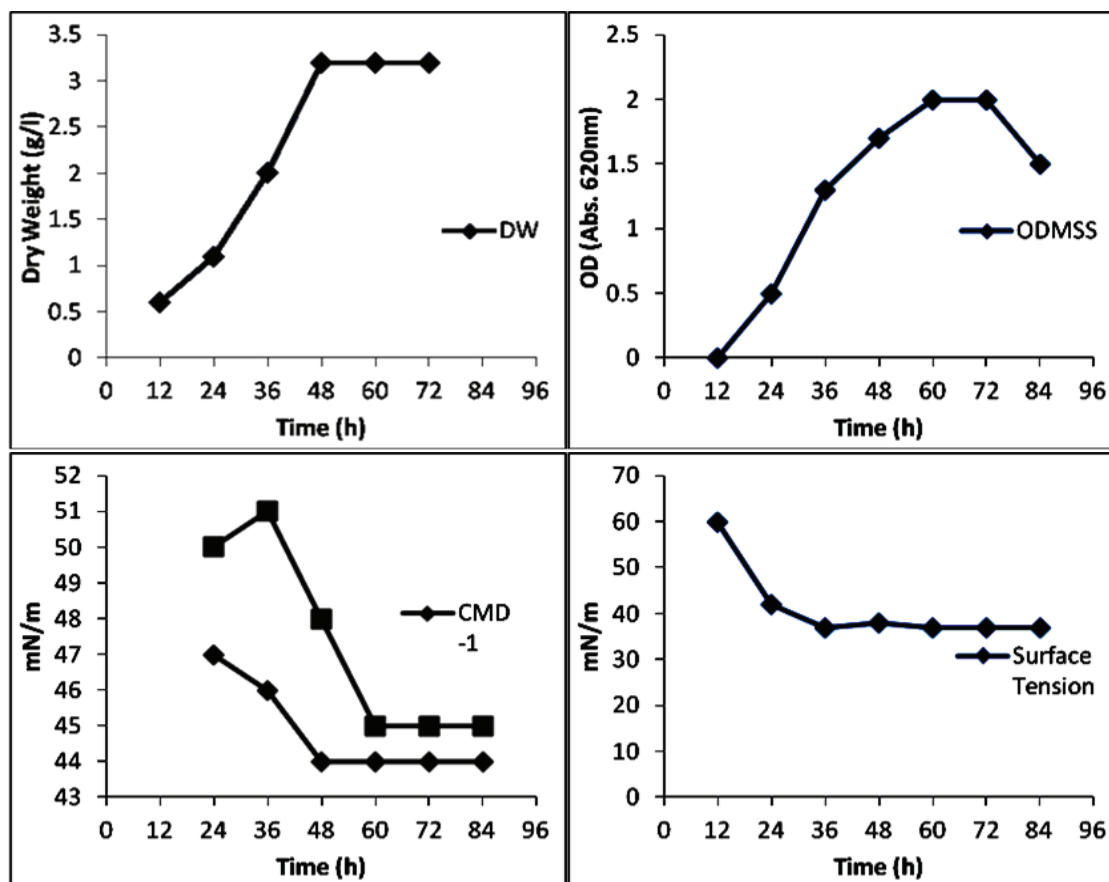 3.5
3
2.5
2
1.5
1
0.5
0
0 12 24 36 48 60 72 84 96
Dry Weight (g/l)
Time (h)
DW
2.5
2
1.5
1
0.5
0
0 12 24 36 48 60 72 84 96
OD (Abs. 620nm)
Time (h)
ODMSS
52
51
50
49
48
47
46
45
44
43
0 12 24 36 48 60 72 84 96
mN/m
Time (h)
CMD
-1
70
60
50
40
30
20
10
0
0 12 24 36 48 60 72 84 96
mN/m
Time (h)
Surface
Tension